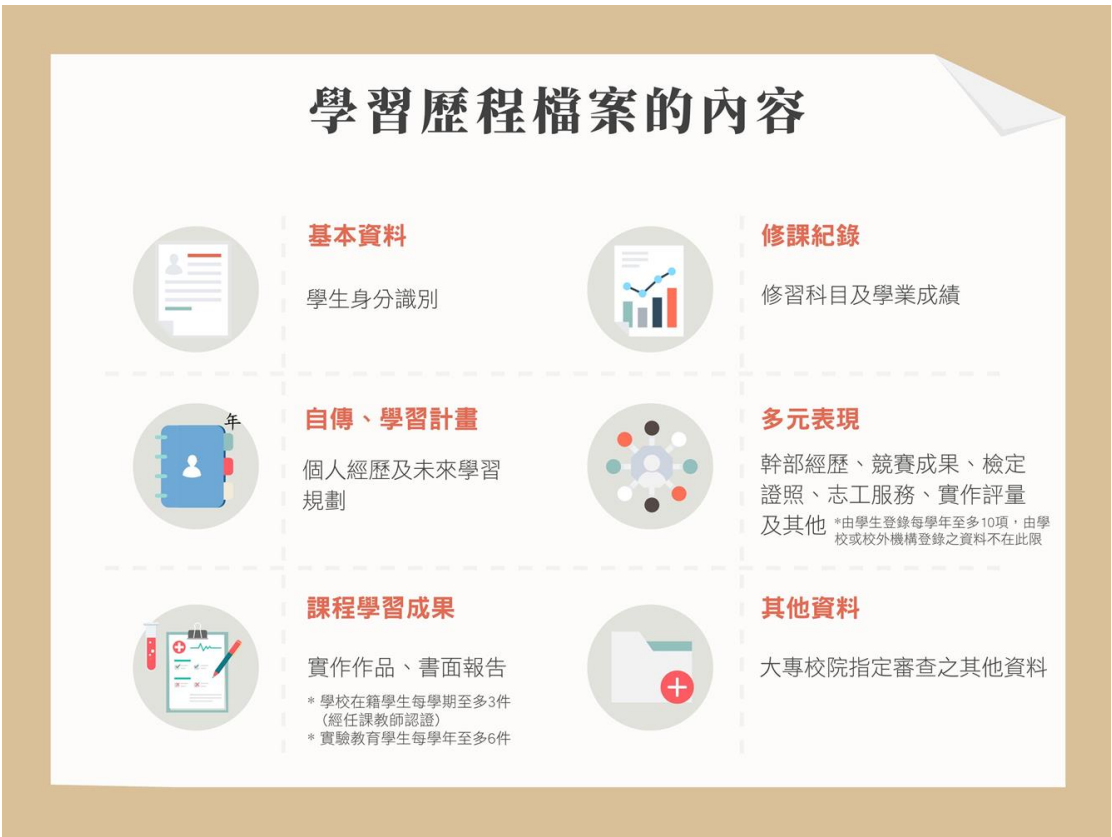 學習歷程檔案的內容
基本資料
學生身分識別
修課紀錄
修習科目及學業成績
年
自傳、學習計畫
個人經歷及未來學習
規劃
多元表現
幹部經歷、競賽成果、檢定
證照、志工服務、實作評量
及其他 *由學生登錄每學年至多10項，由學
校或校外機構登錄之資料不在此限
課程學習成果
實作作品、書面報告
* 學校在籍學生每學期至多3件
（經任課教師認證）
* 實驗教育學生每學年至多6件
其他資料
大專校院指定審查之其他資料